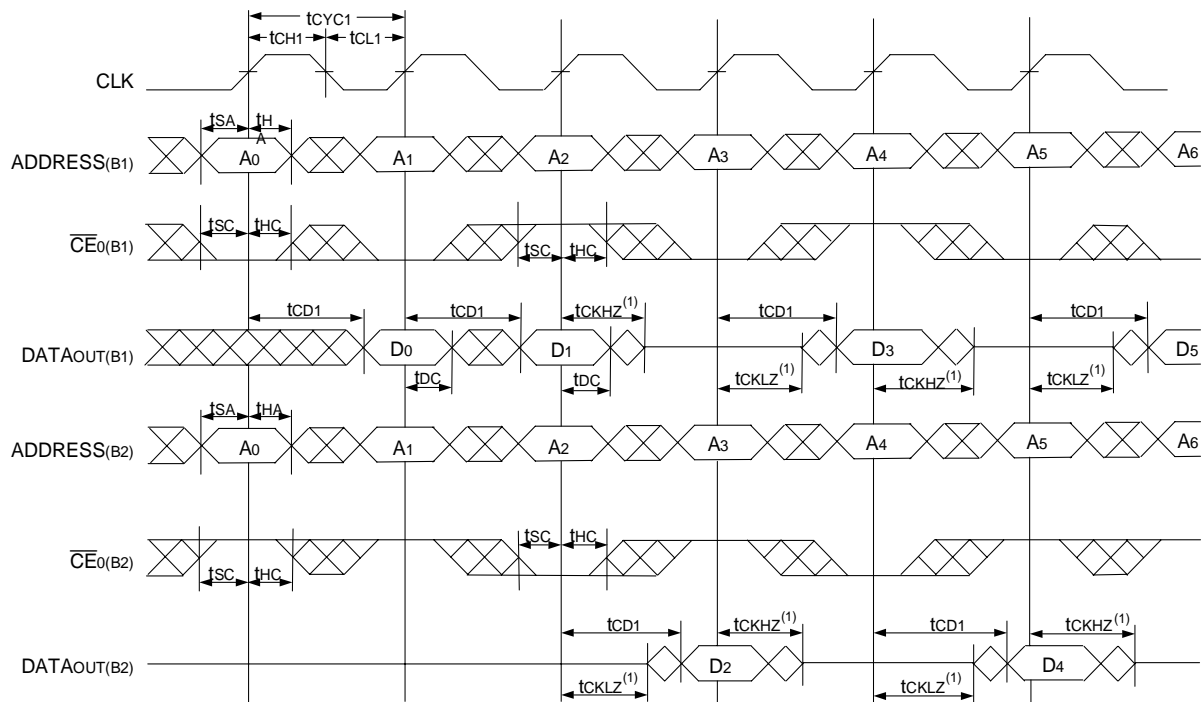 tCYC1
tCH1 tCL1
CLK
tSA tHA
ADDRESS(B1) A0 A1 A2 A3 A4 A5 A6
tSC tHC
CE0(B1) tSC tHC
tCD1 tCD1 tCKHZ(1) tCD1 tCD1
DATAOUT(B1) D0 D1 D3 D5
tDC tDC tCKLZ(1) tCKHZ(1) tCKLZ(1)
tSA tHA
ADDRESS(B2) A0 A1 A2 A3 A4 A5 A6
tSC tHC
CE0(B2)
tSC tHC
tCD1 tCKHZ(1) tCD1 tCKHZ(1)
DATAOUT(B2) D2 D4
tCKLZ(1) tCKLZ(1)